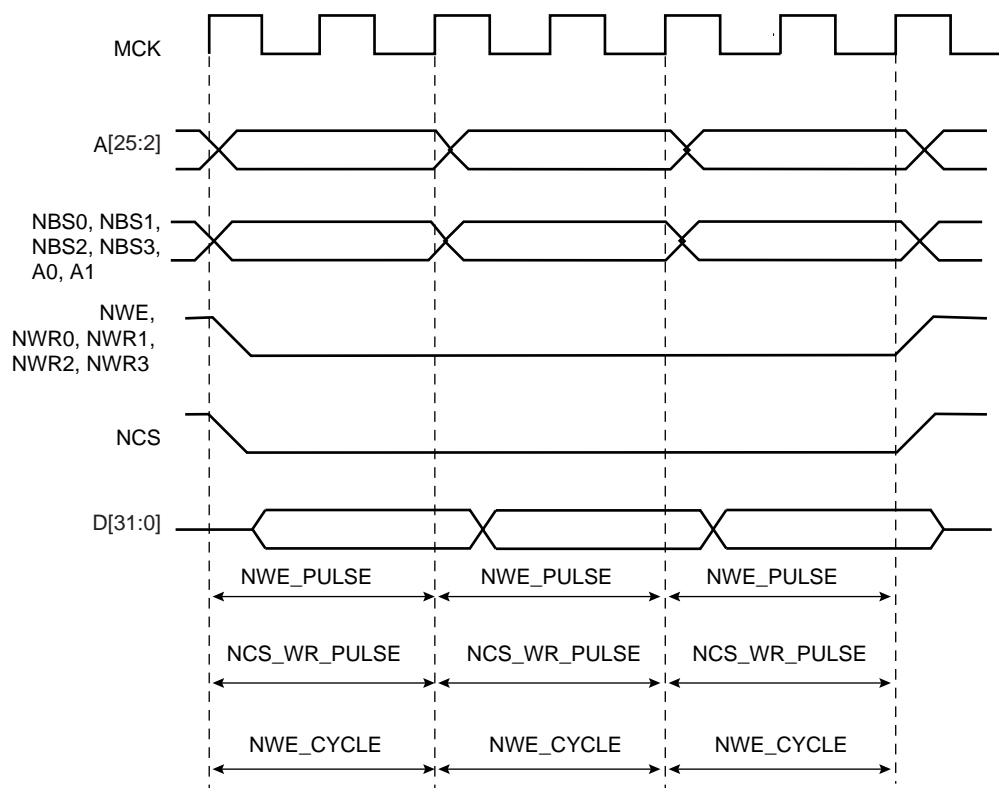 MCK
A[25:2]
NBS0, NBS1,
NBS2, NBS3,
A0, A1
NWE,
NWR0, NWR1,
NWR2, NWR3
NCS
D[31:0]
NWE_PULSE NWE_PULSE NWE_PULSE
NCS_WR_PULSE NCS_WR_PULSE NCS_WR_PULSE
NWE_CYCLE NWE_CYCLE NWE_CYCLE